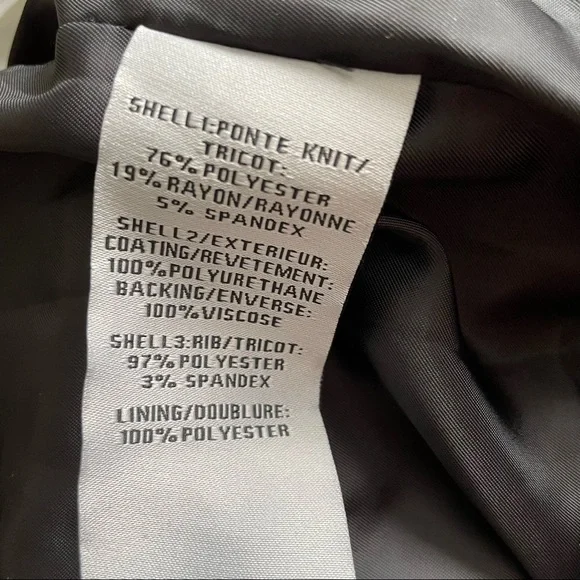 SHELL1:PONTE KNIT/
TRICOT:
76% POLYESTER
19% RAYON/RAYONNE
5% SPANDEX
SHELL2/EXTERIEUR:
COATING/REVETEMENT:
100%POLYURETHANE
BACKING/ENVERSE:
100%VISCOSE
SHELL3:RIB/TRICOT:
97% POLYESTER
3% SPANDEX
LINING/DOUBLURE:
100%POLYESTER